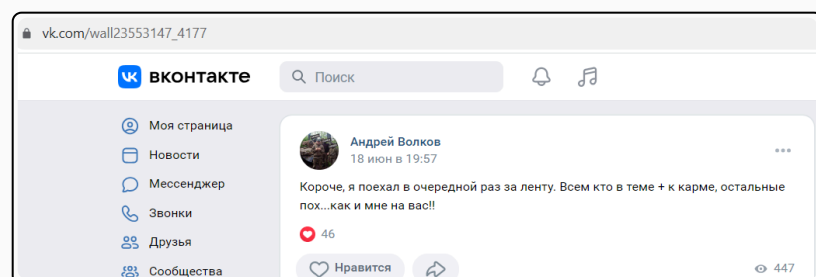 vk.com/wall23553147_4177
вконтакте
Поиск
Моя страница
Новости
Мессенджер
Звонки
Друзья
Сообщества
Андрей Волков
18 июн в 19:57
Короче, я поехал в очередной раз за ленту. Всем кто в теме + к карме, остальные
пох...как и мне на вас!!
46
Нравится
447